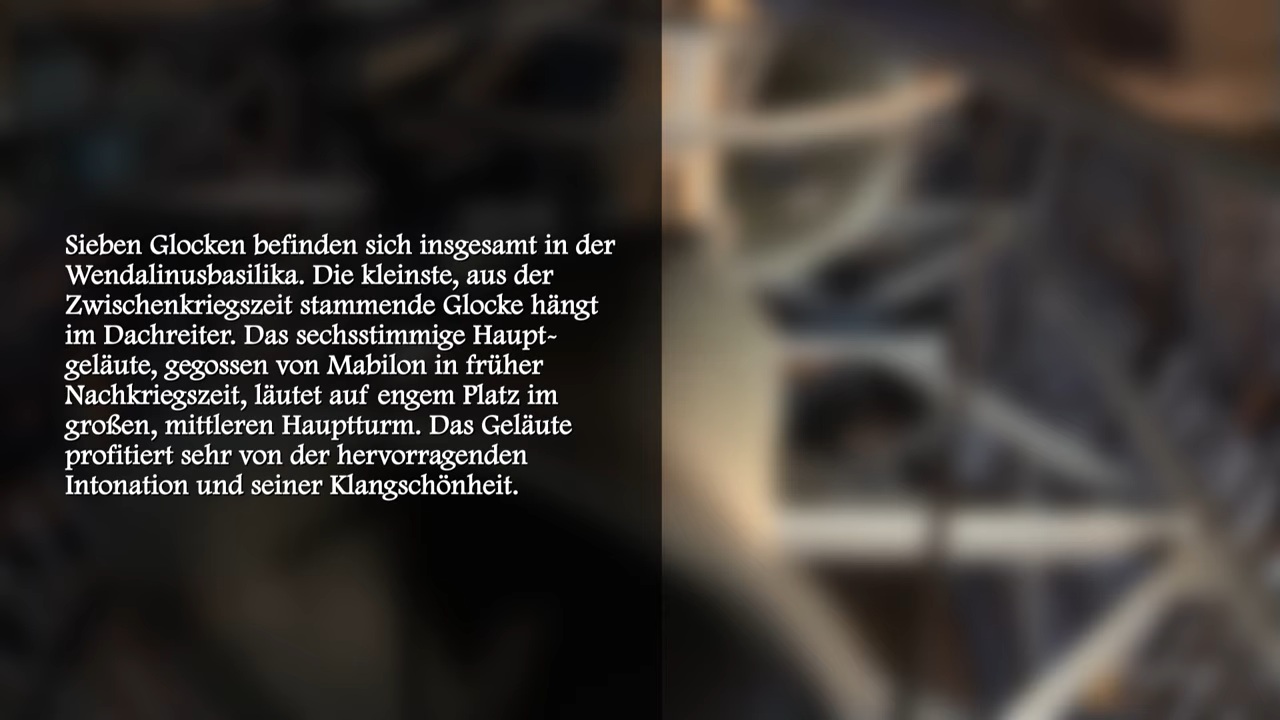 Sieben Glocken befinden sich insgesamt in der
Wendalinusbasilika. Die kleinste, aus der
Zwischenkriegszeit stammende Glocke hängt
im Dachreiter. Das sechsstimmige Haupt-
geläute, gegossen von Mabilon in früher
Nachkriegszeit, läutet auf engem Platz im
großen, mittleren Hauptturm. Das Geläute
profitiert sehr von der hervorragenden
Intonation und seiner Klangschönheit.